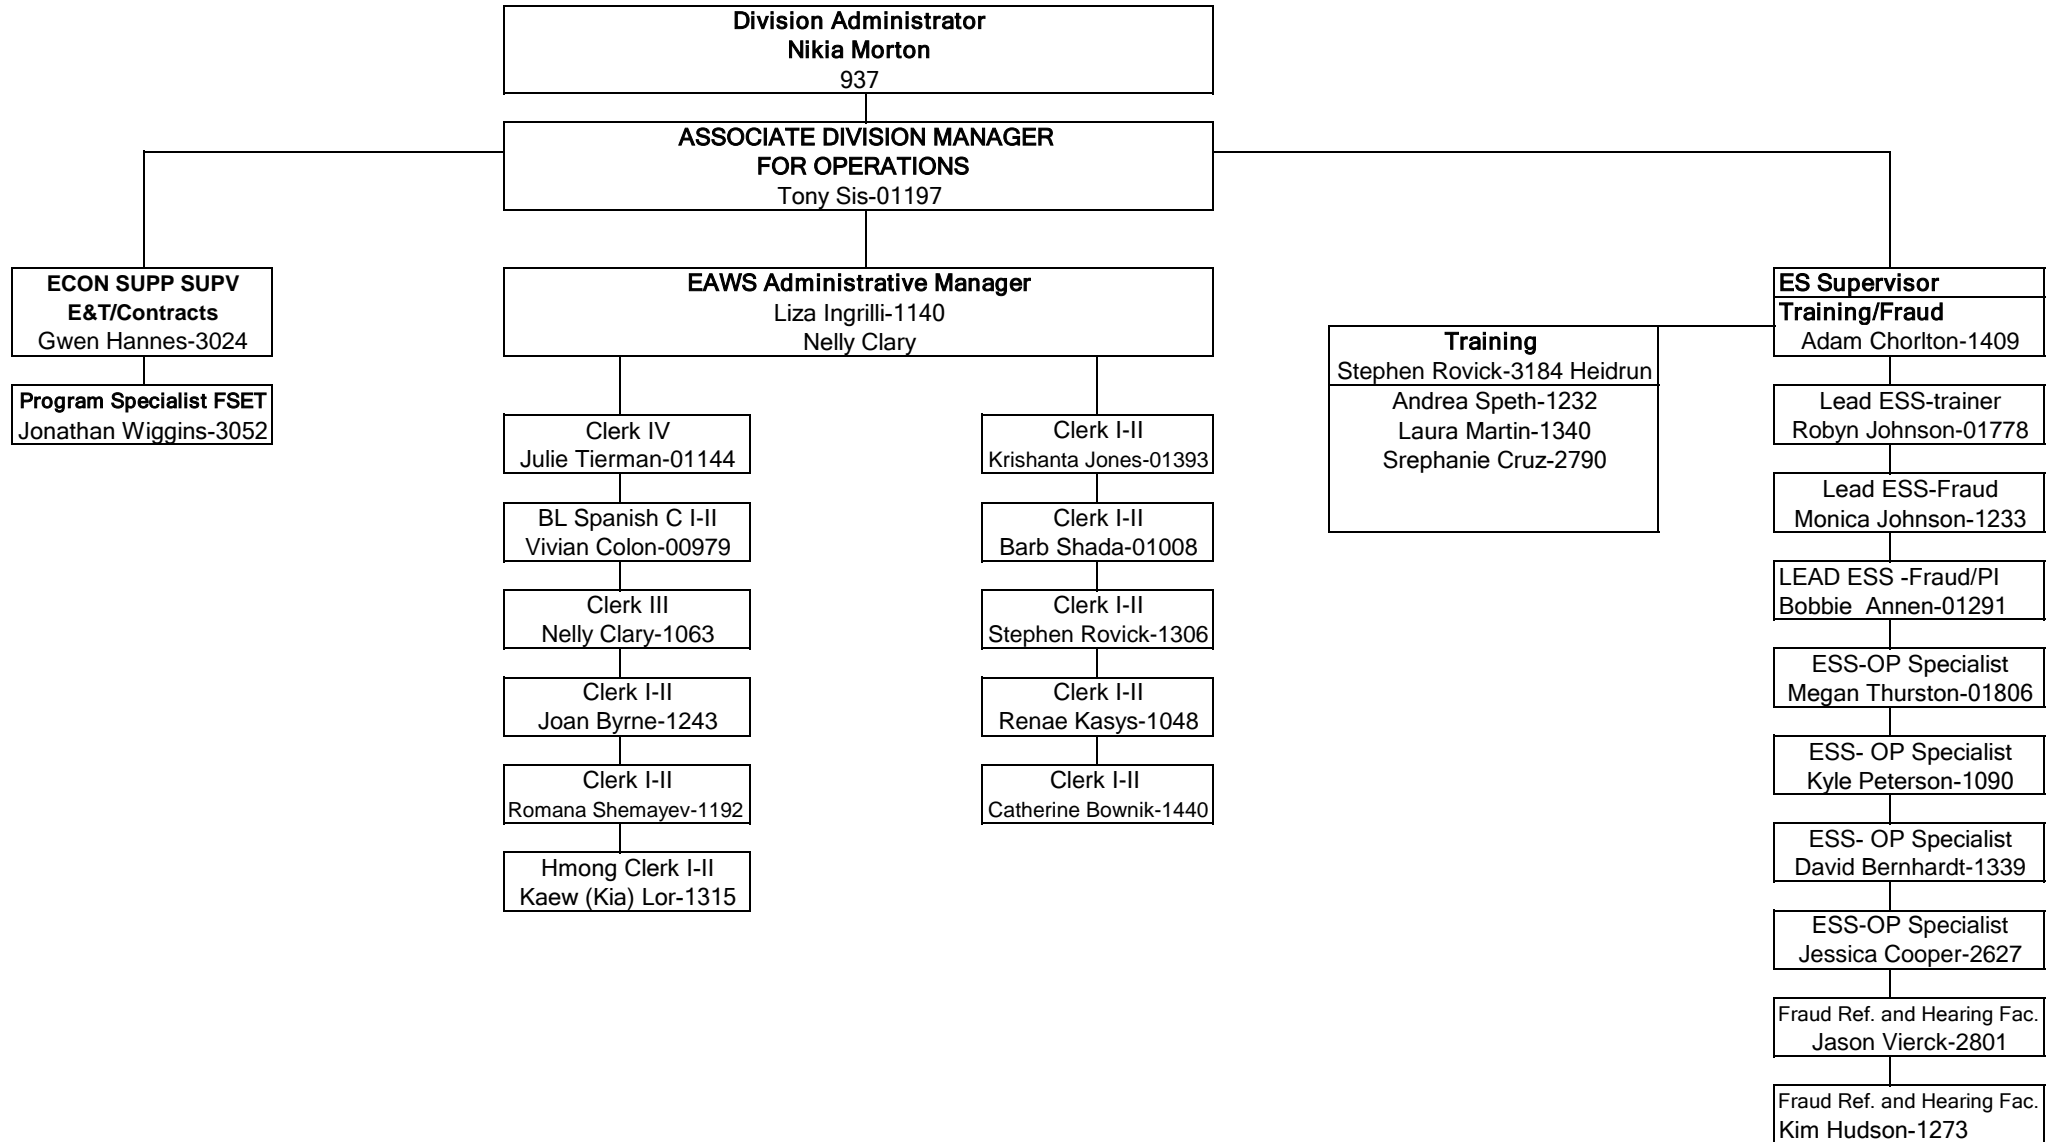 Division Administrator
Nikia Morton
937
ASSOCIATE DIVISION MANAGER
FOR OPERATIONS
Tony Sis-01197
ECON SUPP SUPV
E&T/Contracts
Gwen Hannes-3024
Program Specialist FSET
Jonathan Wiggins-3052
EAWS Administrative Manager
Liza Ingrilli-1140
Nelly Clary
Clerk IV
Julie Tierman-01144
BL Spanish C I-II
Vivian Colon-00979
Clerk III
Nelly Clary-1063
Clerk I-II
Joan Byrne-1243
Clerk I-II
Romana Shemayev-1192
Hmong Clerk I-II
Kaew (Kia) Lor-1315
Clerk I-II
Krishanta Jones-01393
Clerk I-II
Barb Shada-01008
Clerk I-II
Stephen Rovick-1306
Clerk I-II
Renae Kasys-1048
Clerk I-II
Catherine Bownik-1440
Training
Stephen Rovick-3184 Heidrun
Andrea Speth-1232
Laura Martin-1340
Srephanie Cruz-2790
ES Supervisor
Training/Fraud
Adam Chorlton-1409
Lead ESS-trainer
Robyn Johnson-01778
Lead ESS-Fraud
Monica Johnson-1233
LEAD ESS -Fraud/PI
Bobbie  Annen-01291
ESS-OP Specialist
Megan Thurston-01806
ESS- OP Specialist
Kyle Peterson-1090
ESS- OP Specialist
David Bernhardt-1339
ESS-OP Specialist
Jessica Cooper-2627
Fraud Ref. and Hearing Fac.
Jason Vierck-2801
Fraud Ref. and Hearing Fac.
Kim Hudson-1273